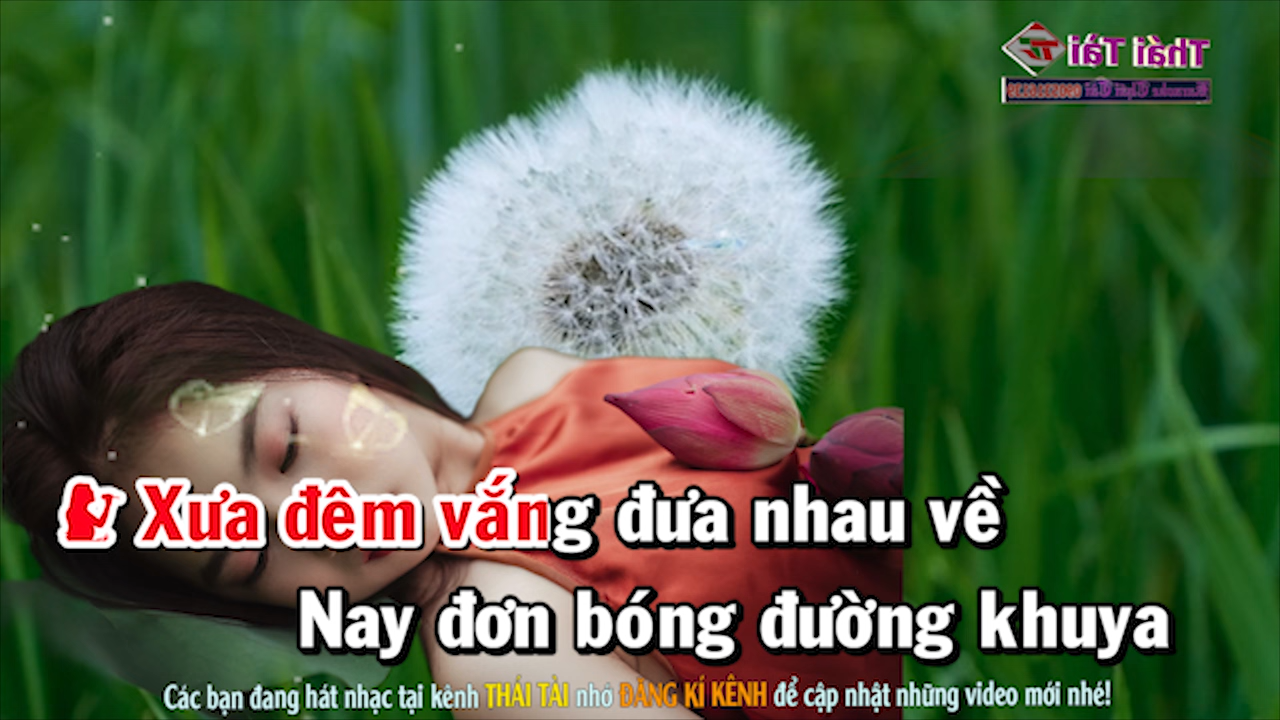 Thái Tài
Xưa đêm vắng đưa nhau về
Nay đơn bóng đường khuya
Các bạn đang hát nhạc tại kênh THÁI TÀI nhớ ĐĂNG KÍ KÊNH để cập nhật những video mới nhé!